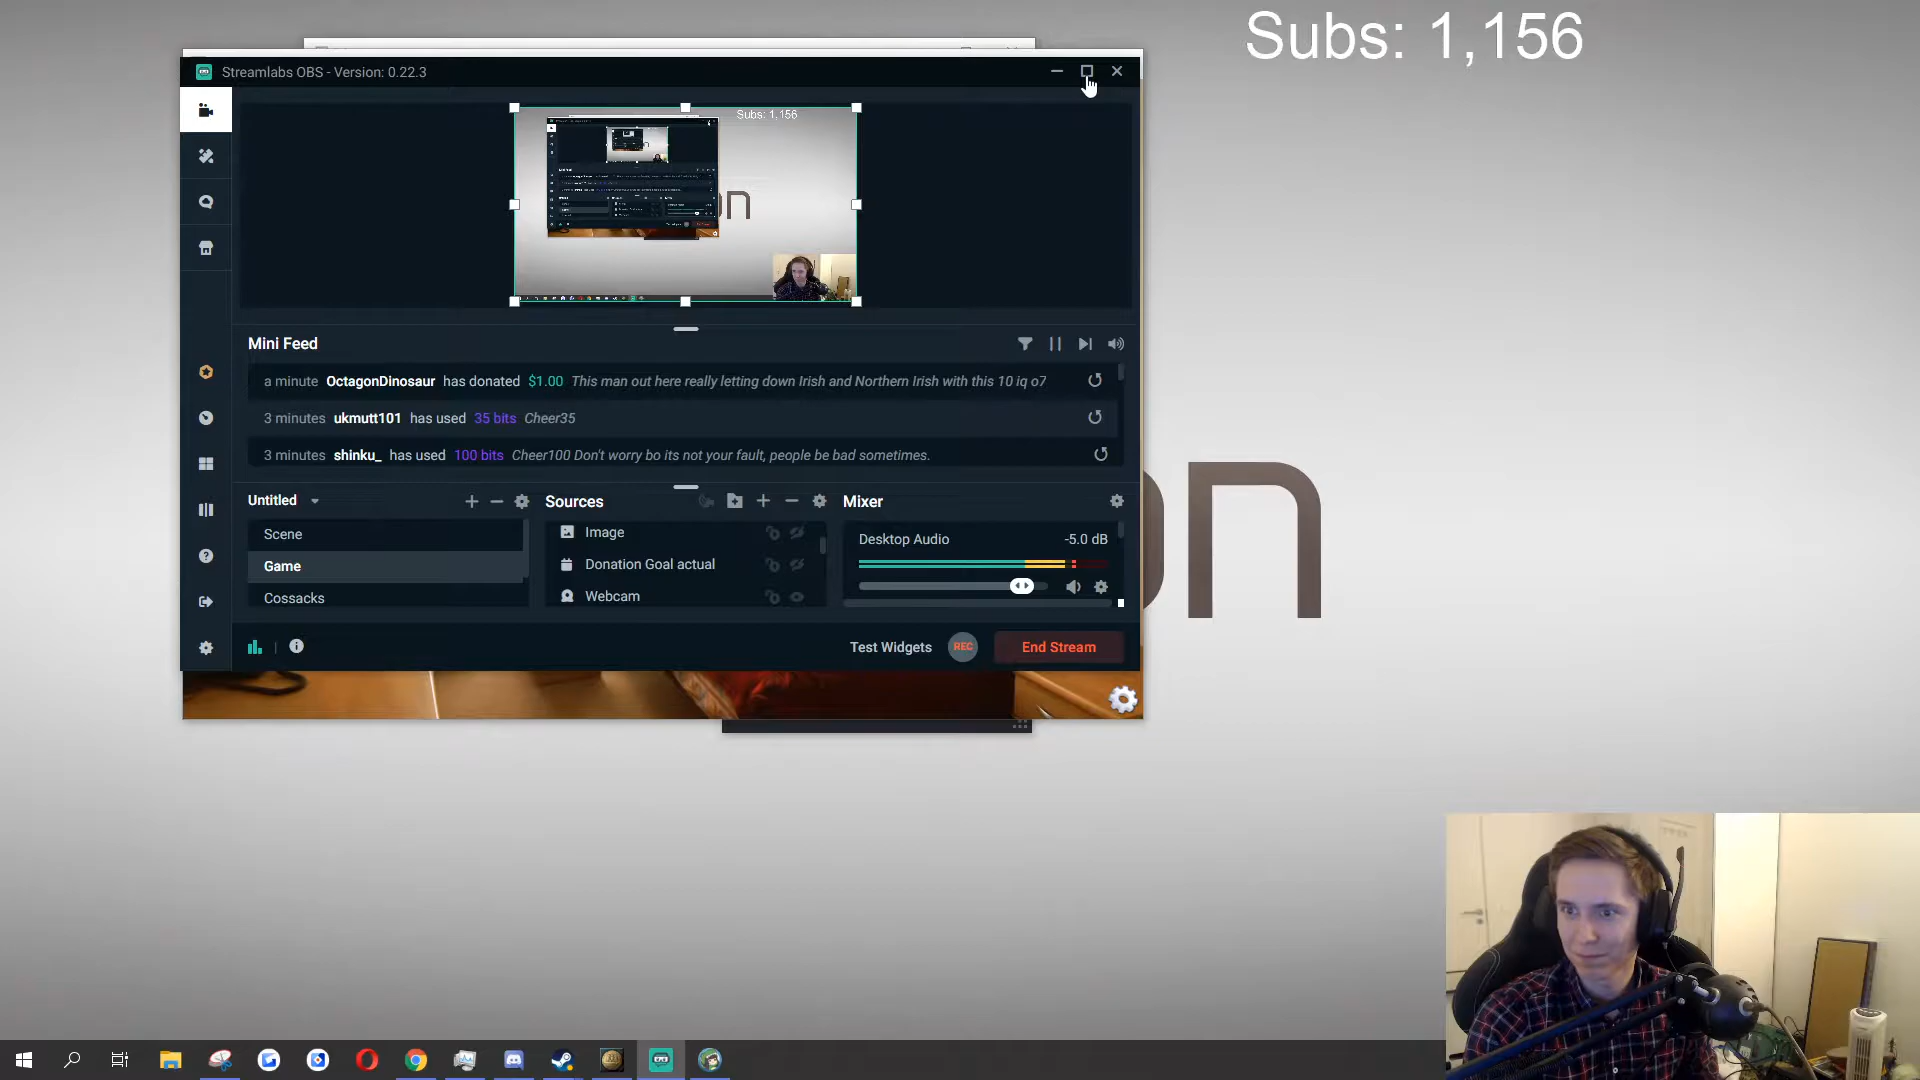 Subs: 1,156
Streamlabs OBS - Version: 0.22.3
Subs: 1,156
on
Mini Feed
a minute OctagonDinosaur has donated $1.00 This man out here really letting down Irish and Northern Irish with this 10 iq o7
3 minutes ukmutt101 has used 35 bits Cheer35
3 minutes shinku_ has used 100 bits Cheer100 Don't worry bo its not your fault, people be bad sometimes.
Untitled
Sources
Mixer
Scene
Game
Cossacks
Image
Donation Goal actual
Webcam
Desktop Audio
-5.0 dB
Test Widgets
REC
End Stream
on